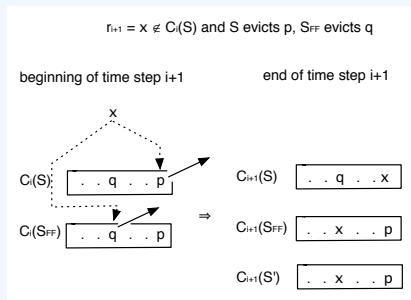 rᵢ₊₁ = x ∉ Cᵢ(S) and S evicts p, SFF evicts q
beginning of time step i+1
end of time step i+1
x
Cᵢ(S) . . q . . p
Cᵢ(SFF) . . q . . p
⇒
Cᵢ₊₁(S) . . q . . x
Cᵢ₊₁(SFF) . . x . . p
Cᵢ₊₁(S') . . x . . p